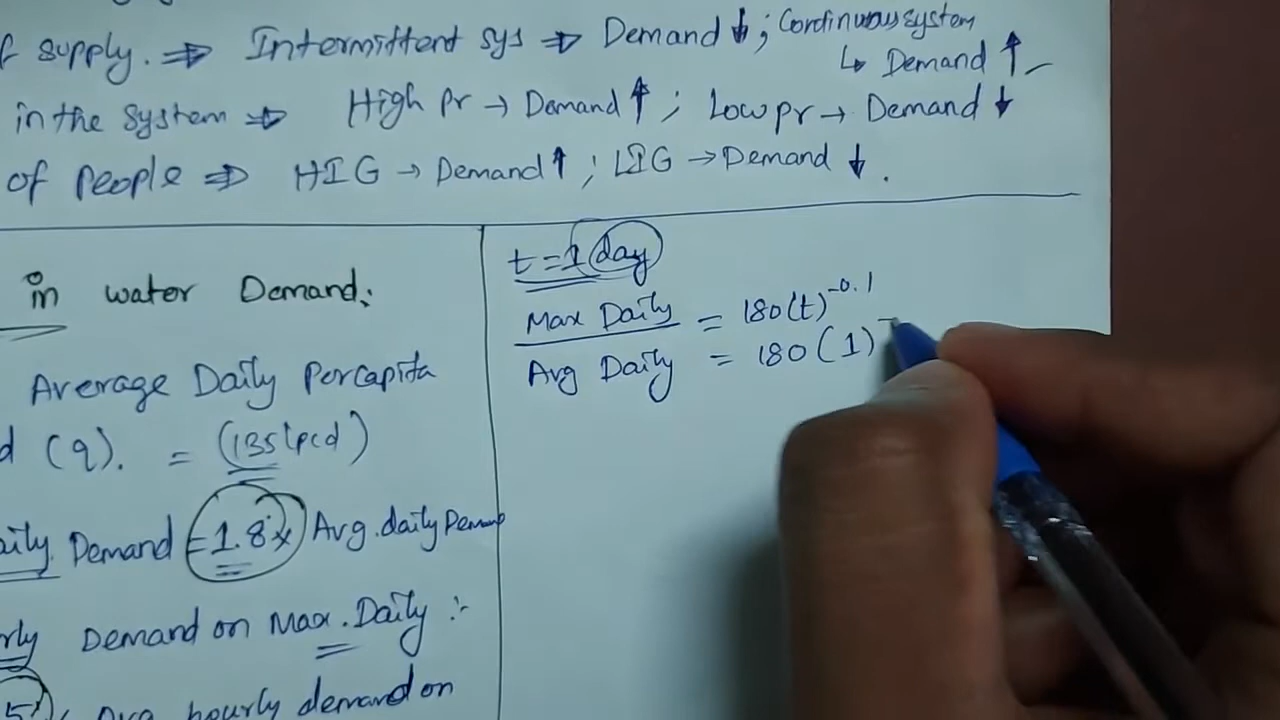 f supply. ⇒ Intermittent sys ⇒ Demand ↓ ; Continuous system
↳ Demand ↑
in the system ⇒ High pr → Demand ↑ ; Low pr → Demand ↓
of people ⇒ HIG → Demand ↑ ; LIG → Demand ↓ .
in water Demand:
Average Daily Percapita
d (q). = (135 lpcd)
aily Demand = 1.8 x Avg. daily Demand
rly Demand on Max. Daily :-
5) Avg hourly demand on
t = 1 day
Max Daily = 180(t)^-0.1
Avg Daily = 180 (1)^-